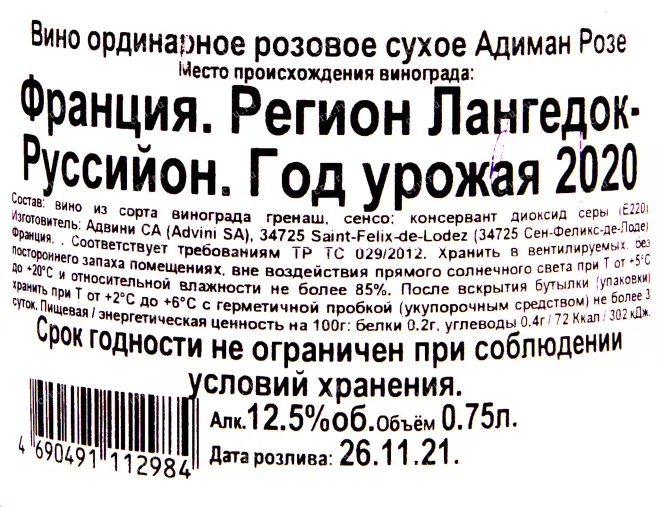 Вино ординарное розовое сухое Адиман Розе
Место происхождения винограда:
Франция. Регион Лангедок-
Руссийон. Год урожая 2020
Состав: вино из сорта винограда гренаш, сенсо; консервант диоксид серы (E220)
Изготовитель: Адвини СА (Advini SA), 34725 Saint-Felix-de-Lodez (34725 Сен-Феликс-де-Лоде)
Франция. . Соответствует требованиям ТР ТС 029/2012. Хранить в вентилируемых, без
постороннего запаха помещениях, вне воздействия прямого солнечного света при Т от +5°С
до +20°С и относительной влажности не более 85%. После вскрытия бутылки (упаковки)
хранить при Т от +2°С до +6°С с герметичной пробкой (укупорочным средством) не более 3
суток. Пищевая / энергетическая ценность на 100г: белки 0.2г, углеводы 0.4г / 72 Ккал / 302 кДж.
Срок годности не ограничен при соблюдении
условий хранения.
Алк. 12.5%об. Объём 0.75л.
Дата розлива: 26.11.21.
4 690491 112984